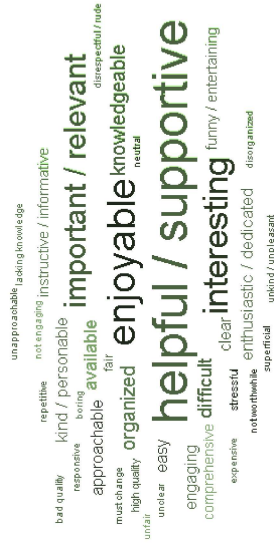 unapproachable
lacking knowledge
not engaging
instructive / informative
disrespectful / rude
repetitive
kind / personable
important / relevant
bad quality
responsive
boring
available
knowledgeable
approachable
fair
enjoyable
neutral
must change
high quality
organized
unfair
unclear
easy
helpful / supportive
engaging
difficult
interesting
funny / entertaining
comprehensive
clear
expensive
stressful
enthusiastic / dedicated
disorganized
not worthwhile
superficial
unkind / unpleasant